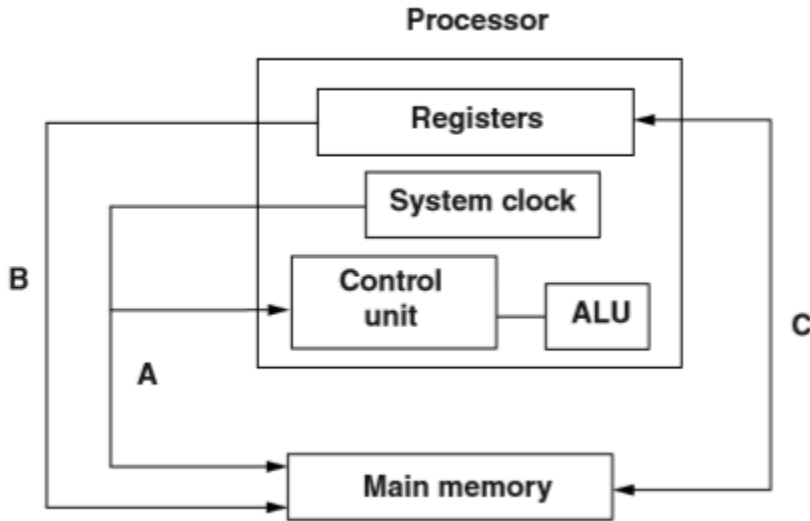 Processor
Registers
System clock
B
Control
unit
ALU
C
A
Main memory